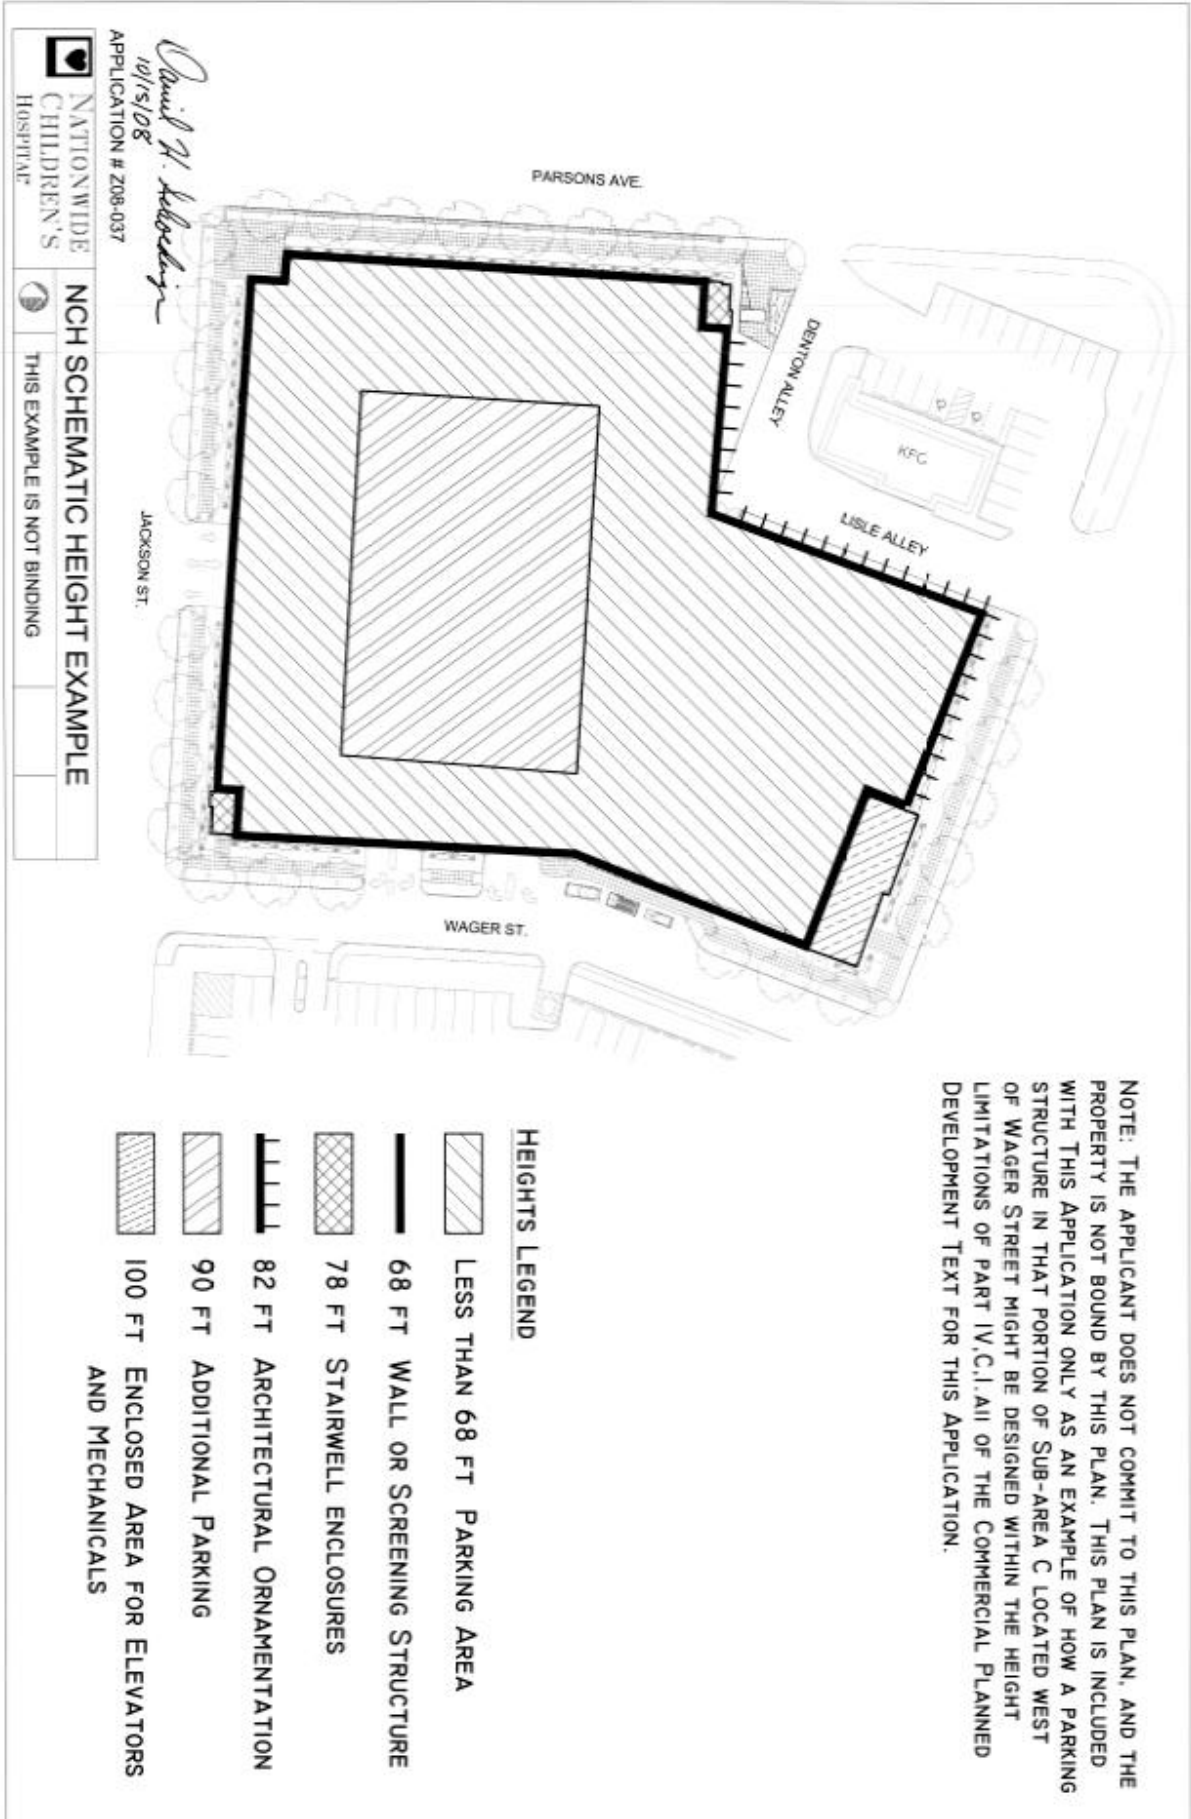 NOTE: THE APPLICANT DOES NOT COMMIT TO THIS PLAN, AND THE
PROPERTY IS NOT BOUND BY THIS PLAN. THIS PLAN IS INCLUDED
WITH THIS APPLICATION ONLY AS AN EXAMPLE OF HOW A PARKING
STRUCTURE IN THAT PORTION OF SUB-AREA C LOCATED WEST
OF WAGER STREET MIGHT BE DESIGNED WITHIN THE HEIGHT
LIMITATIONS OF PART IV,C,1.AII OF THE COMMERCIAL PLANNED
DEVELOPMENT TEXT FOR THIS APPLICATION.
PARSONS AVE.
DENTON ALLEY
KFC
LISLE ALLEY
WAGER ST.
JACKSON ST.
HEIGHTS LEGEND
LESS THAN 68 FT PARKING AREA
68 FT WALL OR SCREENING STRUCTURE
78 FT STAIRWELL ENCLOSURES
82 FT ARCHITECTURAL ORNAMENTATION
90 FT ADDITIONAL PARKING
100 FT ENCLOSED AREA FOR ELEVATORS
AND MECHANICALS
10/15/08
APPLICATION # Z08-037
NATIONWIDE
CHILDREN'S
HOSPITAL
NCH SCHEMATIC HEIGHT EXAMPLE
THIS EXAMPLE IS NOT BINDING